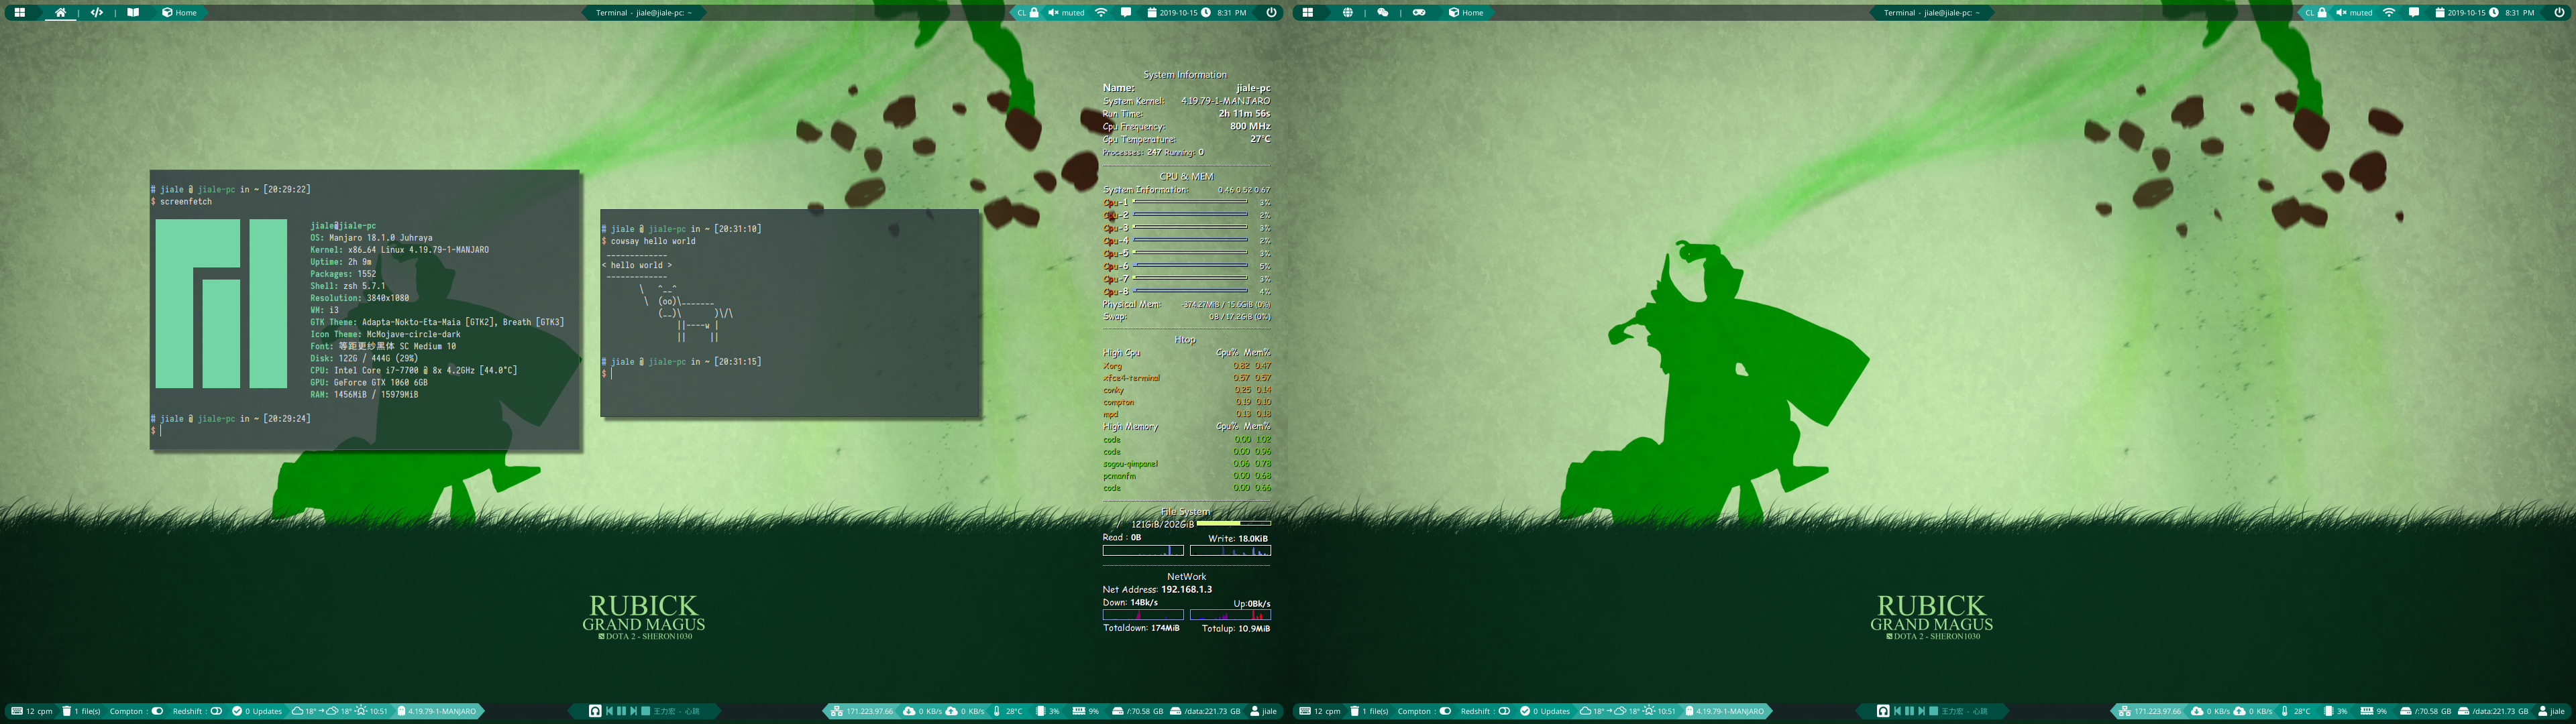 Home
Terminal - jiale@jiale-pc: ~
CL muted 2019-10-15 8:31 PM
Home
Terminal - jiale@jiale-pc: ~
CL muted 2019-10-15 8:31 PM
# jiale @ jiale-pc in ~ [20:29:22]
$ screenfetch
jiale@jiale-pc
OS: Manjaro 18.1.0 Juhraya
Kernel: x86_64 Linux 4.19.79-1-MANJARO
Uptime: 2h 9m
Packages: 1552
Shell: zsh 5.7.1
Resolution: 3840x1080
WM: i3
GTK Theme: Adapta-Nokto-Eta-Maia [GTK2], Breath [GTK3]
Icon Theme: McMojave-circle-dark
Font: 等距更纱黑体 SC Medium 10
Disk: 122G / 444G (29%)
CPU: Intel Core i7-7700 @ 8x 4.2GHz [44.0°C]
GPU: GeForce GTX 1060 6GB
RAM: 1456MiB / 15979MiB
# jiale @ jiale-pc in ~ [20:29:24]
$
# jiale @ jiale-pc in ~ [20:31:10]
$ cowsay hello world
_____________
< hello world >
-------------
\ ^__^
\ (oo)\_______
(__)\ )\/\
||----w |
|| ||
# jiale @ jiale-pc in ~ [20:31:15]
$
System Information
Name: jiale-pc
System Kernel: 4.19.79-1-MANJARO
Run Time: 2h 11m 56s
Cpu Frequency: 800 MHz
Cpu Temperature: 27°C
Processes: 247 Running: 0
CPU & MEM
System Information: 0.46 0.52 0.67
Cpu-1 3%
Cpu-2 2%
Cpu-3 3%
Cpu-4 2%
Cpu-5 3%
Cpu-6 6%
Cpu-7 3%
Cpu-8 4%
Physical Mem: -374.27MiB / 15.6GiB (0%)
Swap: 0B / 17.2GiB (0%)
Htop
High Cpu Cpu% Mem%
Xorg 0.82 0.47
xfce4-terminal 0.57 0.57
conky 0.25 0.14
compton 0.19 0.10
mpd 0.13 0.18
High Memory Cpu% Mem%
code 0.00 1.02
code 0.00 0.96
sogou-qimpanel 0.06 0.78
pcmanfm 0.00 0.68
code 0.00 0.66
File System
/ 121GiB/202GiB
Read : 0B Write: 18.0KiB
NetWork
Net Address: 192.168.1.3
Down: 14Bk/s Up:0Bk/s
Totaldown: 174MiB Totalup: 10.9MiB
RUBICK
GRAND MAGUS
DOTA 2 - SHERON1030
RUBICK
GRAND MAGUS
DOTA 2 - SHERON1030
12 cpm 1 file(s) Compton : Redshift : 0 Updates 18° → 18° 10:51 4.19.79-1-MANJARO
王力宏 - 心跳
171.223.97.66 0 KB/s 0 KB/s 28°C 3% 9% /:70.58 GB /data:221.73 GB jiale
12 cpm 1 file(s) Compton : Redshift : 0 Updates 18° → 18° 10:51 4.19.79-1-MANJARO
王力宏 - 心跳
171.223.97.66 0 KB/s 0 KB/s 28°C 3% 9% /:70.58 GB /data:221.73 GB jiale